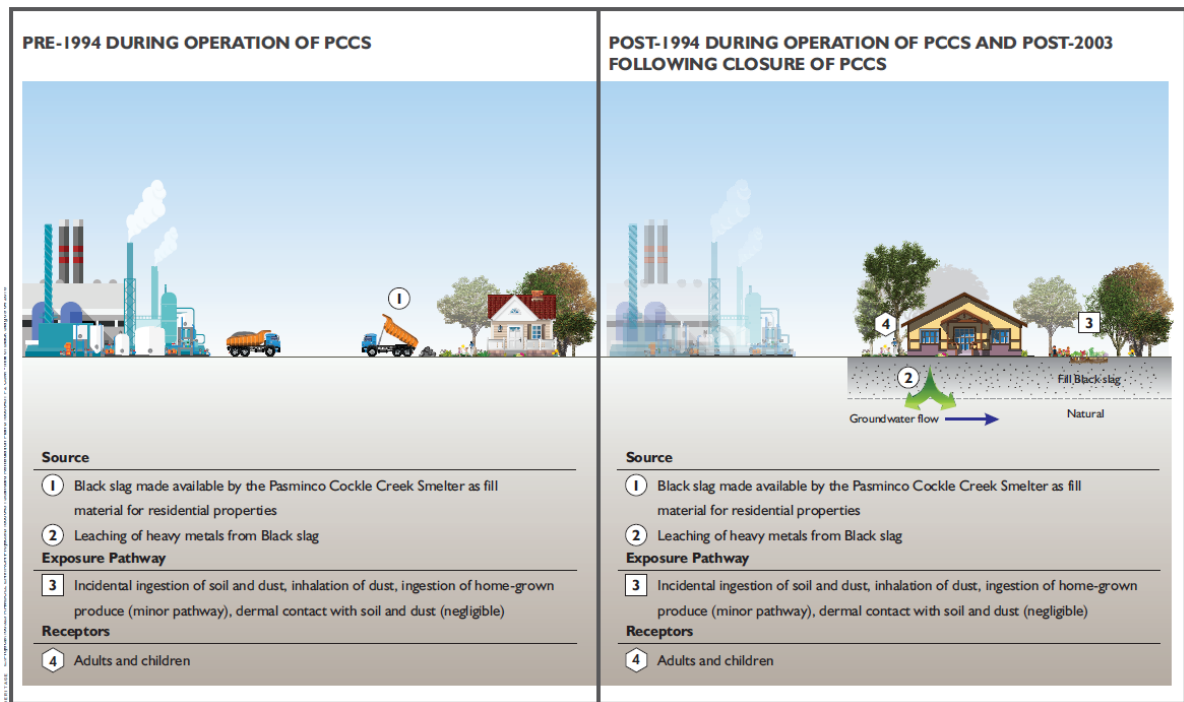 PRE-1994 DURING OPERATION OF PCCS
1
Source
1 Black slag made available by the Pasminco Cockle Creek Smelter as fill
material for residential properties
2 Leaching of heavy metals from Black slag
Exposure Pathway
3 Incidental ingestion of soil and dust, inhalation of dust, ingestion of home-grown
produce (minor pathway), dermal contact with soil and dust (negligible)
Receptors
4 Adults and children
POST-1994 DURING OPERATION OF PCCS AND POST-2003
FOLLOWING CLOSURE OF PCCS
4
3
2
Fill Black slag
Natural
Groundwater flow
Source
1 Black slag made available by the Pasminco Cockle Creek Smelter as fill
material for residential properties
2 Leaching of heavy metals from Black slag
Exposure Pathway
3 Incidental ingestion of soil and dust, inhalation of dust, ingestion of home-grown
produce (minor pathway), dermal contact with soil and dust (negligible)
Receptors
4 Adults and children